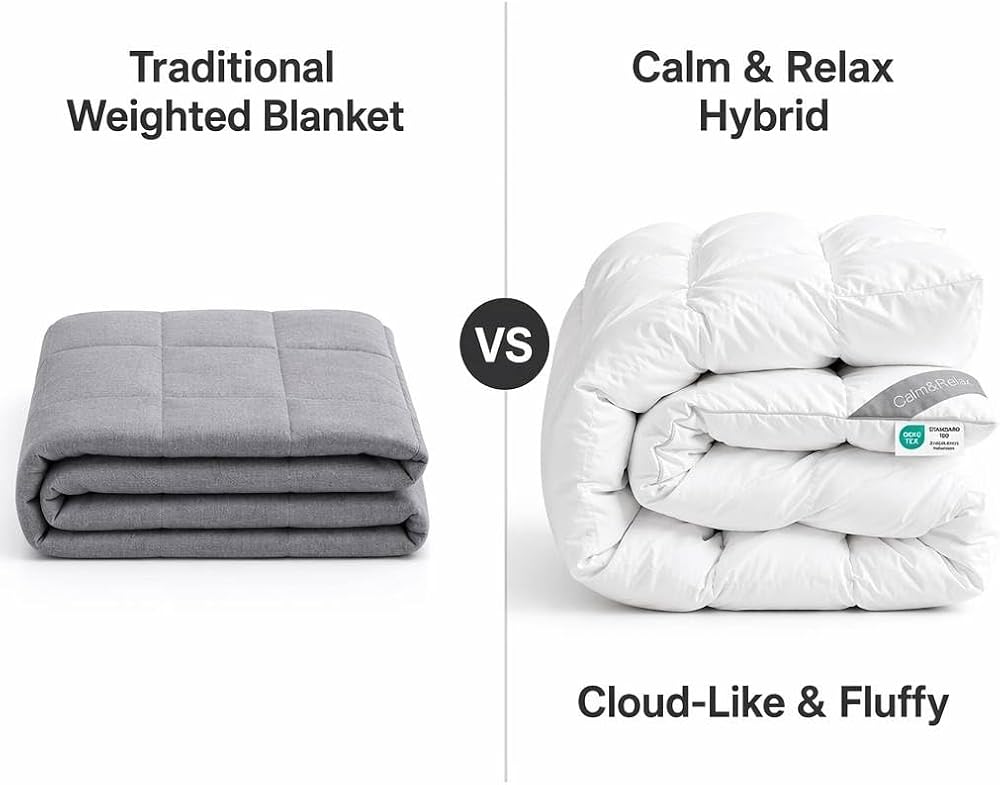 Traditional
Weighted Blanket
Calm & Relax
Hybrid
VS
Calm&Relax
OEKO
TEX
STANDARD
100
Cloud-Like & Fluffy